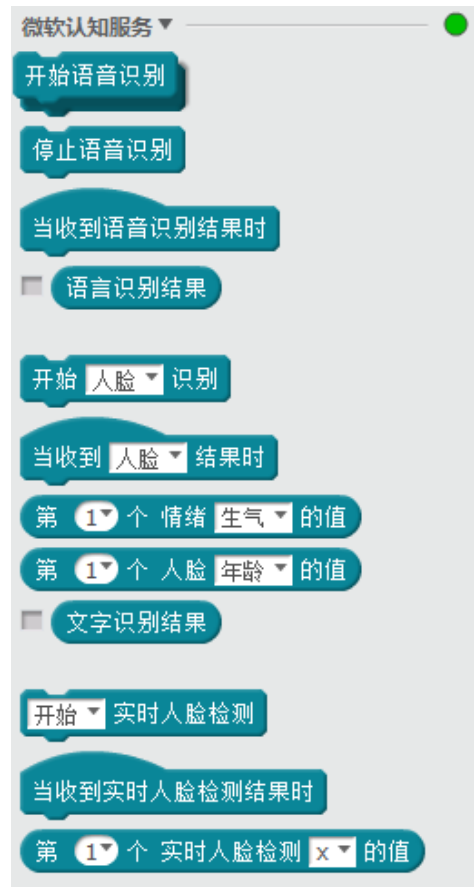 微软认知服务
开始语音识别
停止语音识别
当收到语音识别结果时
语言识别结果
开始 人脸 识别
当收到 人脸 结果时
第 1 个 情绪 生气 的值
第 1 个 人脸 年龄 的值
文字识别结果
开始 实时人脸检测
当收到实时人脸检测结果时
第 1 个 实时人脸检测 x 的值